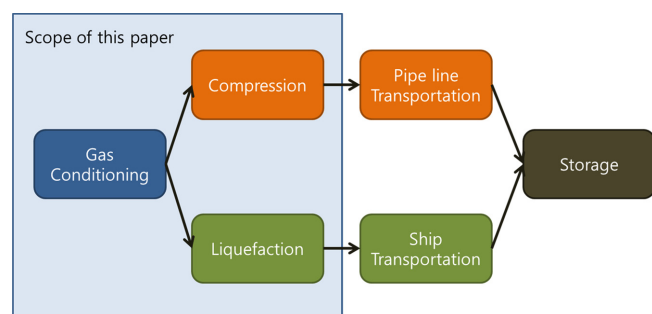 Scope of this paper
Compression
Pipe line
Transportation
Gas
Conditioning
Storage
Liquefaction
Ship
Transportation